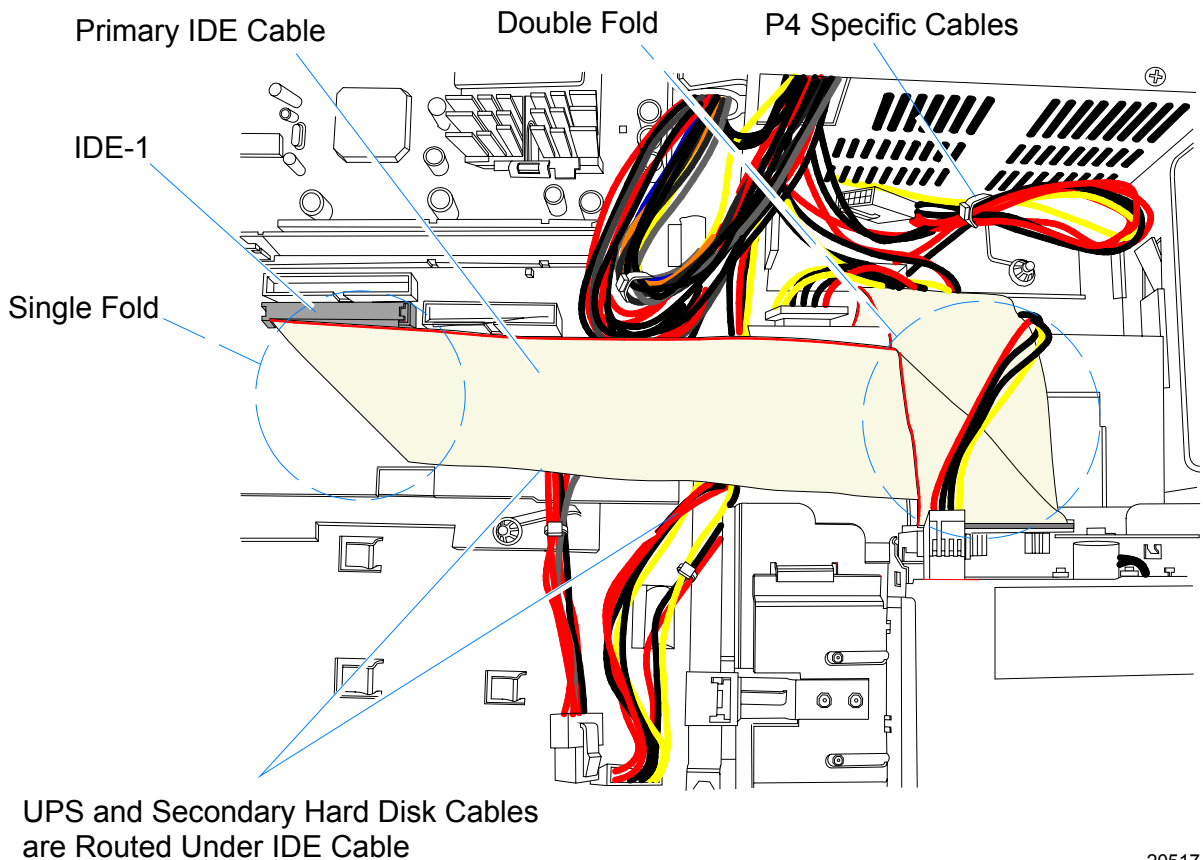 Primary IDE Cable
Double Fold
P4 Specific Cables
IDE-1
Single Fold
UPS and Secondary Hard Disk Cables
are Routed Under IDE Cable
20517